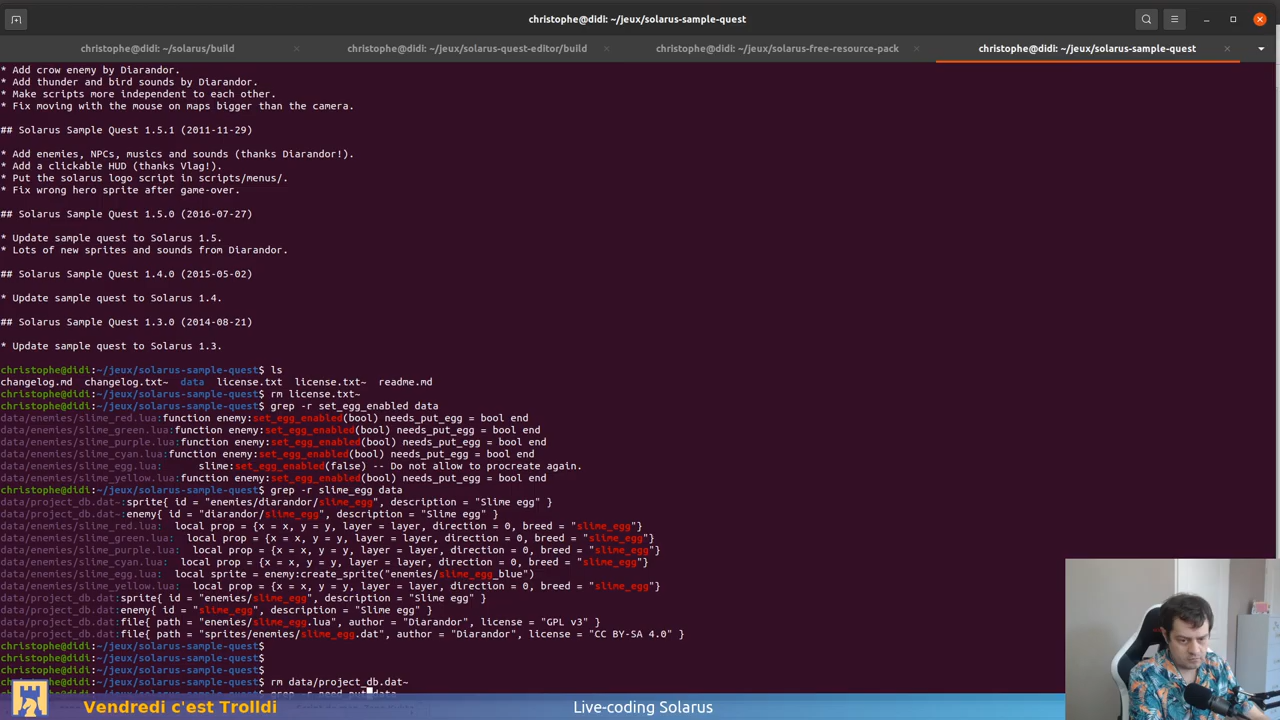 christophe@didi: ~/jeux/solarus-sample-quest
christophe@didi: ~/solarus/build
christophe@didi: ~/jeux/solarus-quest-editor/build
christophe@didi: ~/jeux/solarus-free-resource-pack
christophe@didi: ~/jeux/solarus-sample-quest
* Add crow enemy by Diarandor.
* Add thunder and bird sounds by Diarandor.
* Make scripts more independent to each other.
* Fix moving with the mouse on maps bigger than the camera.
## Solarus Sample Quest 1.5.1 (2011-11-29)
* Add enemies, NPCs, musics and sounds (thanks Diarandor!).
* Add a clickable HUD (thanks Vlag!).
* Put the solarus logo script in scripts/menus/.
* Fix wrong hero sprite after game-over.
## Solarus Sample Quest 1.5.0 (2016-07-27)
* Update sample quest to Solarus 1.5.
* Lots of new sprites and sounds from Diarandor.
## Solarus Sample Quest 1.4.0 (2015-05-02)
* Update sample quest to Solarus 1.4.
## Solarus Sample Quest 1.3.0 (2014-08-21)
* Update sample quest to Solarus 1.3.
christophe@didi:~/jeux/solarus-sample-quest$ ls
changelog.md  changelog.txt~  data  license.txt  license.txt~  readme.md
christophe@didi:~/jeux/solarus-sample-quest$ rm license.txt~
christophe@didi:~/jeux/solarus-sample-quest$ grep -r set_egg_enabled data
data/enemies/slime_red.lua:function enemy:set_egg_enabled(bool) needs_put_egg = bool end
data/enemies/slime_green.lua:function enemy:set_egg_enabled(bool) needs_put_egg = bool end
data/enemies/slime_purple.lua:function enemy:set_egg_enabled(bool) needs_put_egg = bool end
data/enemies/slime_cyan.lua:function enemy:set_egg_enabled(bool) needs_put_egg = bool end
data/enemies/slime_egg.lua:      slime:set_egg_enabled(false) -- Do not allow to procreate again.
data/enemies/slime_yellow.lua:function enemy:set_egg_enabled(bool) needs_put_egg = bool end
christophe@didi:~/jeux/solarus-sample-quest$ grep -r slime_egg data
data/project_db.dat~:sprite{ id = "enemies/diarandor/slime_egg", description = "Slime egg" }
data/project_db.dat~:enemy{ id = "diarandor/slime_egg", description = "Slime egg" }
data/enemies/slime_red.lua:  local prop = {x = x, y = y, layer = layer, direction = 0, breed = "slime_egg"}
data/enemies/slime_green.lua:  local prop = {x = x, y = y, layer = layer, direction = 0, breed = "slime_egg"}
data/enemies/slime_purple.lua:  local prop = {x = x, y = y, layer = layer, direction = 0, breed = "slime_egg"}
data/enemies/slime_cyan.lua:  local prop = {x = x, y = y, layer = layer, direction = 0, breed = "slime_egg"}
data/enemies/slime_egg.lua:  local sprite = enemy:create_sprite("enemies/slime_egg_blue")
data/enemies/slime_yellow.lua:  local prop = {x = x, y = y, layer = layer, direction = 0, breed = "slime_egg"}
data/project_db.dat:sprite{ id = "enemies/slime_egg", description = "Slime egg" }
data/project_db.dat:enemy{ id = "slime_egg", description = "Slime egg" }
data/project_db.dat:file{ path = "enemies/slime_egg.lua", author = "Diarandor", license = "GPL v3" }
data/project_db.dat:file{ path = "sprites/enemies/slime_egg.dat", author = "Diarandor", license = "CC BY-SA 4.0" }
christophe@didi:~/jeux/solarus-sample-quest$
christophe@didi:~/jeux/solarus-sample-quest$
christophe@didi:~/jeux/solarus-sample-quest$
christophe@didi:~/jeux/solarus-sample-quest$ rm data/project_db.dat~
Vendredi c'est Trolldi
Live-coding Solarus